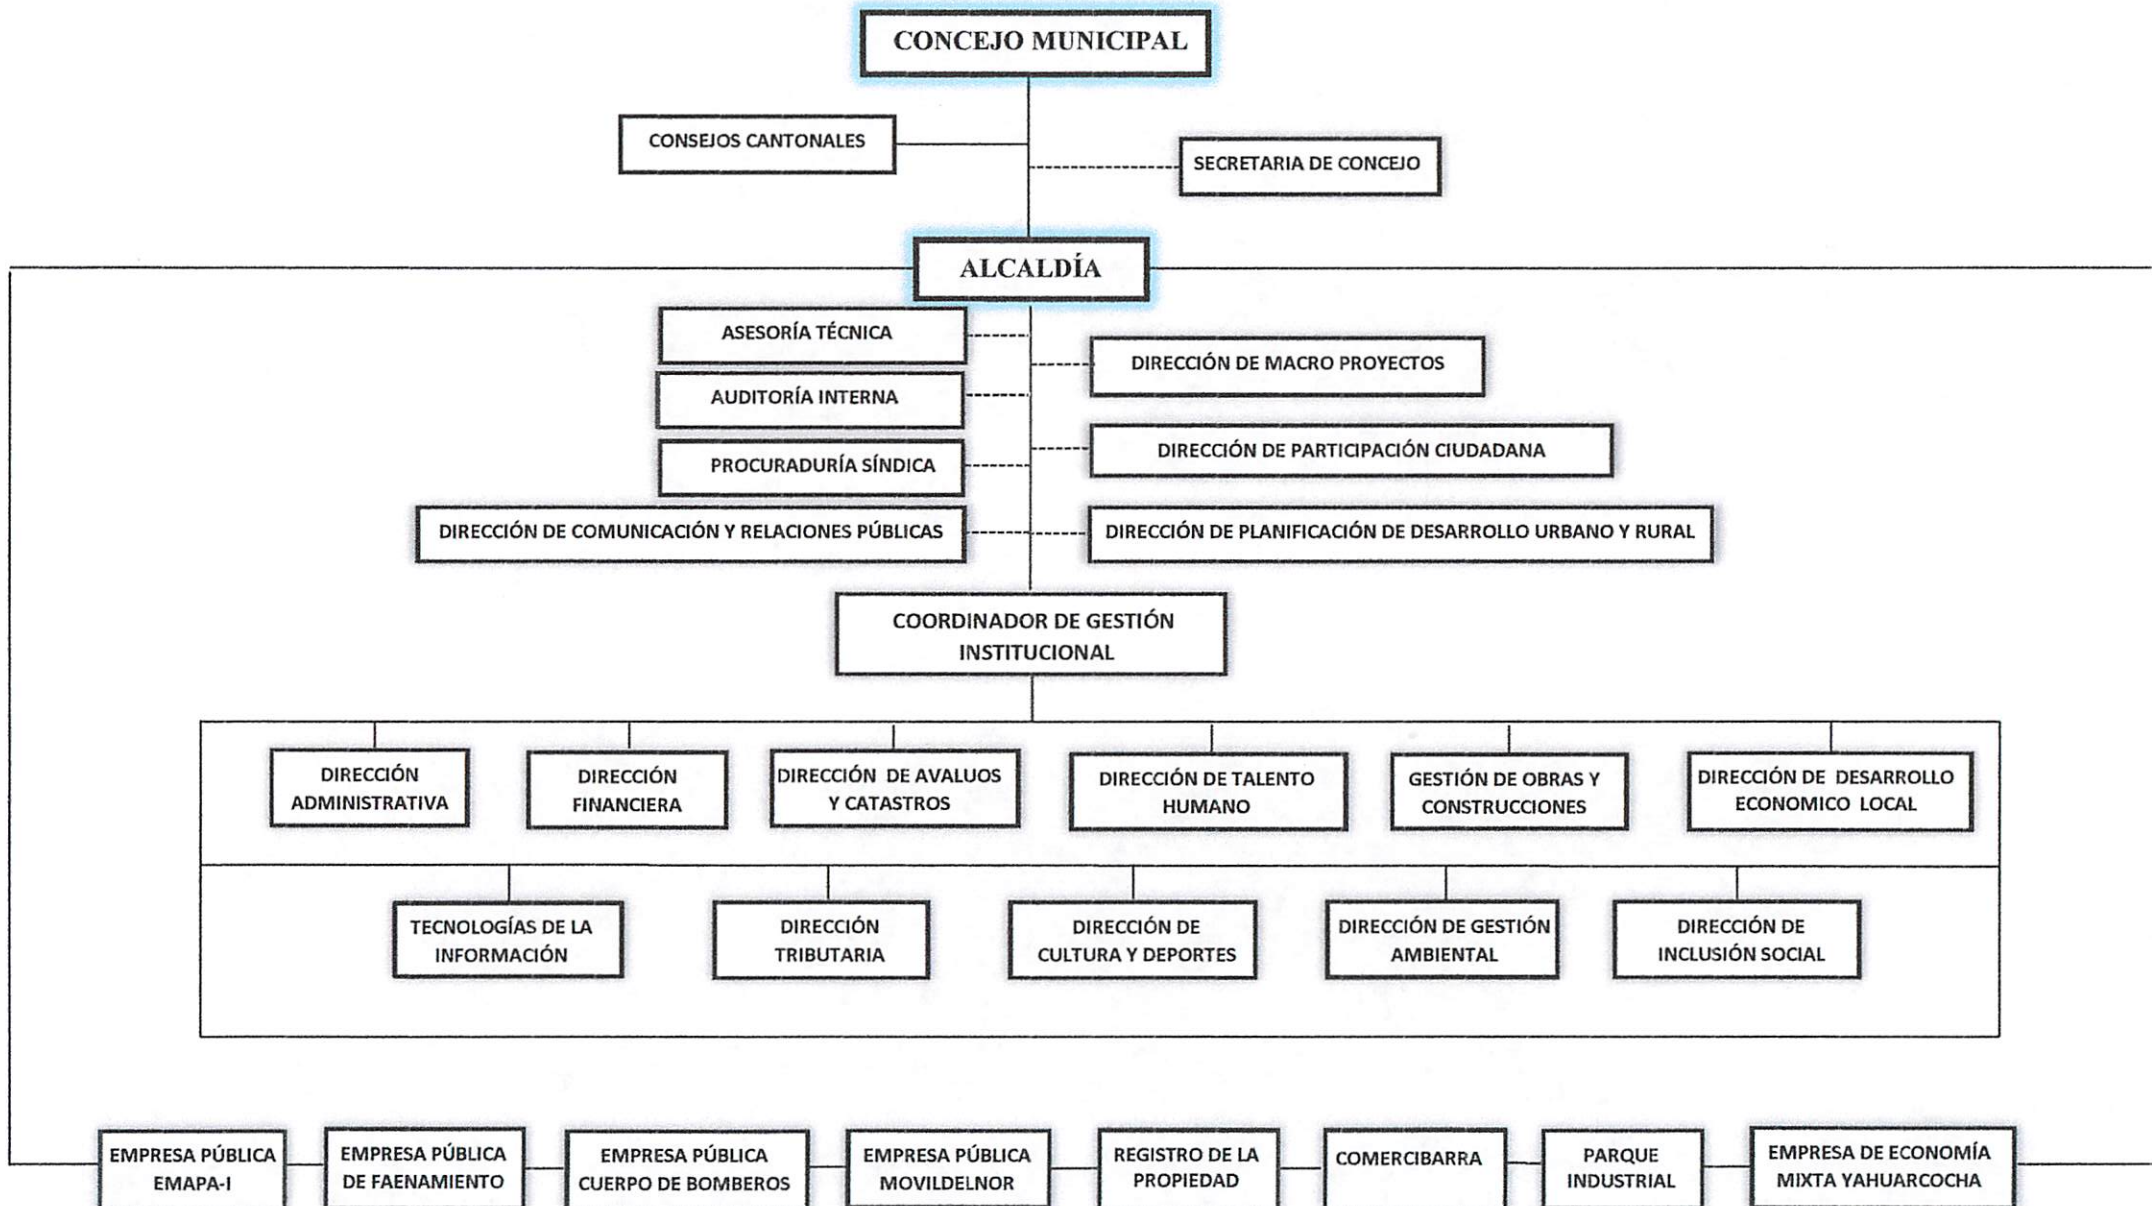 CONCEJO MUNICIPAL
CONSEJOS CANTONALES
SECRETARIA DE CONCEJO
ALCALDÍA
ASESORÍA TÉCNICA
DIRECCIÓN DE MACRO PROYECTOS
AUDITORÍA INTERNA
DIRECCIÓN DE PARTICIPACIÓN CIUDADANA
PROCURADURÍA SÍNDICA
DIRECCIÓN DE COMUNICACIÓN Y RELACIONES PÚBLICAS
DIRECCIÓN DE PLANIFICACIÓN DE DESARROLLO URBANO Y RURAL
COORDINADOR DE GESTIÓN
INSTITUCIONAL
DIRECCIÓN
ADMINISTRATIVA
DIRECCIÓN
FINANCIERA
DIRECCIÓN DE AVALUOS
Y CATASTROS
DIRECCIÓN DE TALENTO
HUMANO
GESTIÓN DE OBRAS Y
CONSTRUCCIONES
DIRECCIÓN DE DESARROLLO
ECONOMICO LOCAL
TECNOLOGÍAS DE LA
INFORMACIÓN
DIRECCIÓN
TRIBUTARIA
DIRECCIÓN DE
CULTURA Y DEPORTES
DIRECCIÓN DE GESTIÓN
AMBIENTAL
DIRECCIÓN DE
INCLUSIÓN SOCIAL
EMPRESA PÚBLICA
EMAPA-I
EMPRESA PÚBLICA
DE FAENAMIENTO
EMPRESA PÚBLICA
CUERPO DE BOMBEROS
EMPRESA PÚBLICA
MOVILDELNOR
REGISTRO DE LA
PROPIEDAD
COMERCIBARRA
PARQUE
INDUSTRIAL
EMPRESA DE ECONOMÍA
MIXTA YAHUARCOCHA